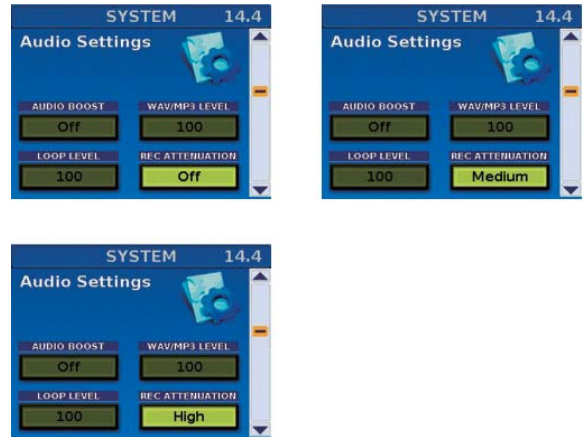 SYSTEM 14.4
Audio Settings
AUDIO BOOST WAV/MP3 LEVEL
Off 100
LOOP LEVEL REC ATTENUATION
100 Off
SYSTEM 14.4
Audio Settings
AUDIO BOOST WAV/MP3 LEVEL
Off 100
LOOP LEVEL REC ATTENUATION
100 Medium
SYSTEM 14.4
Audio Settings
AUDIO BOOST WAV/MP3 LEVEL
Off 100
LOOP LEVEL REC ATTENUATION
100 High